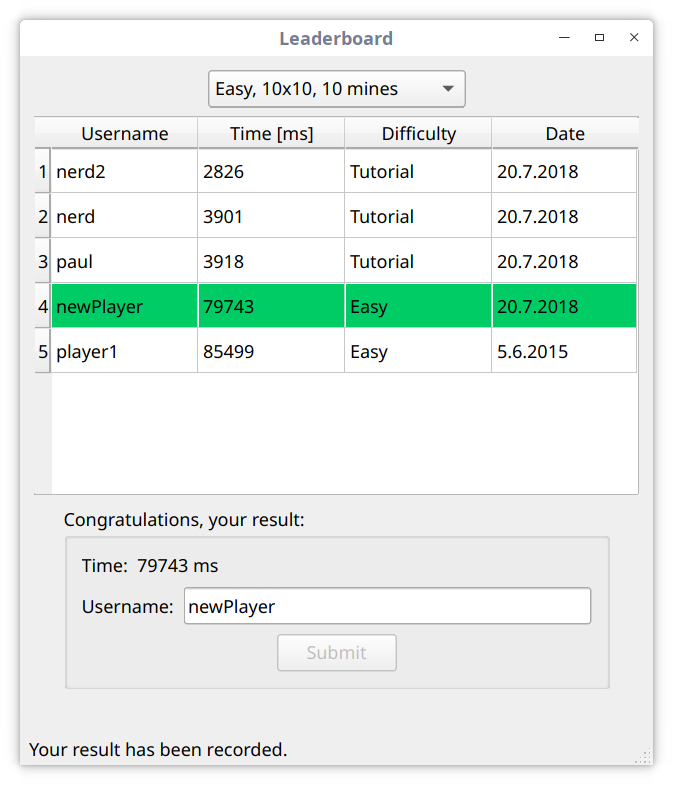 Leaderboard
Easy, 10x10, 10 mines
Username Time [ms] Difficulty Date
1 nerd2 2826 Tutorial 20.7.2018
2 nerd 3901 Tutorial 20.7.2018
3 paul 3918 Tutorial 20.7.2018
4 newPlayer 79743 Easy 20.7.2018
5 player1 85499 Easy 5.6.2015
Congratulations, your result:
Time: 79743 ms
Username: newPlayer
Submit
Your result has been recorded.